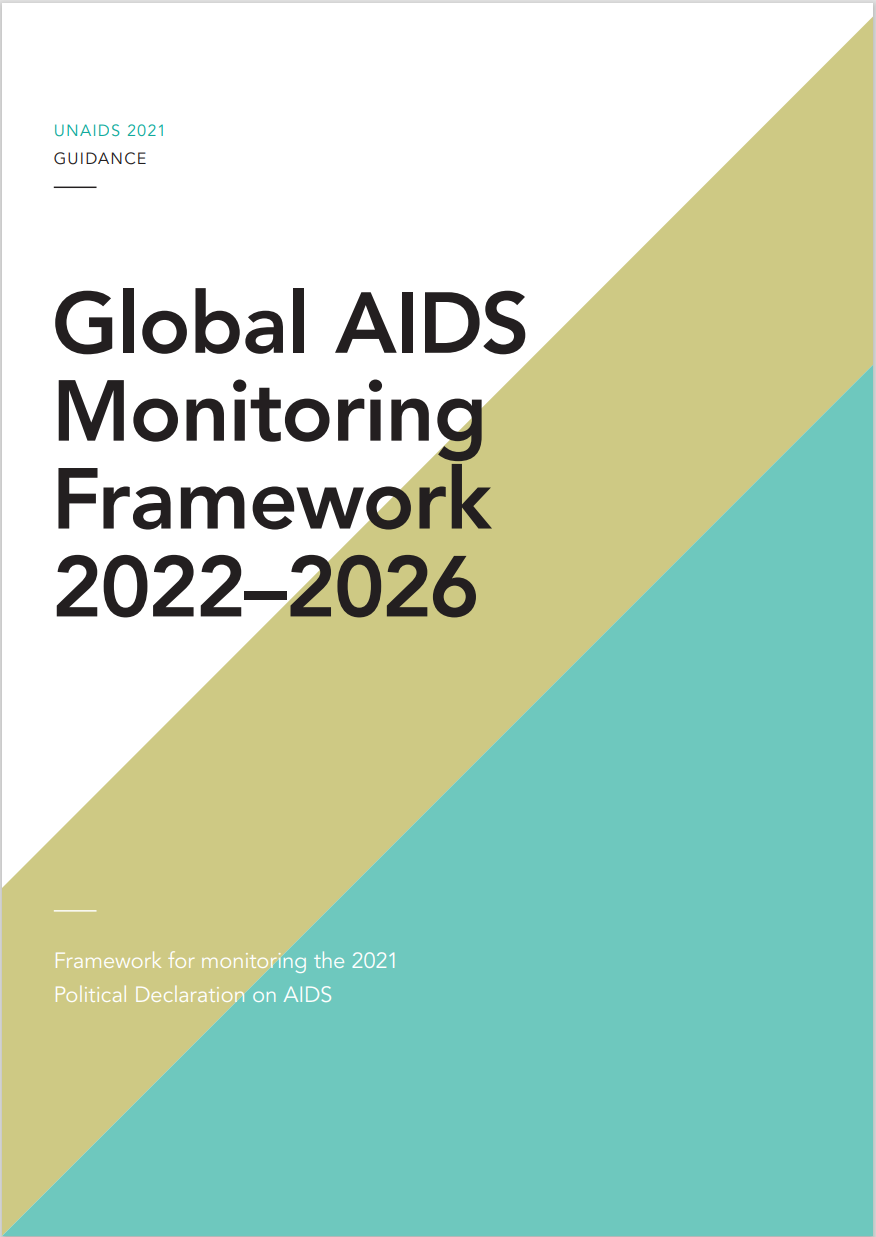 UNAIDS 2021
GUIDANCE
Global AIDS
Monitoring
Framework
2022–2026
Framework for monitoring the 2021
Political Declaration on AIDS